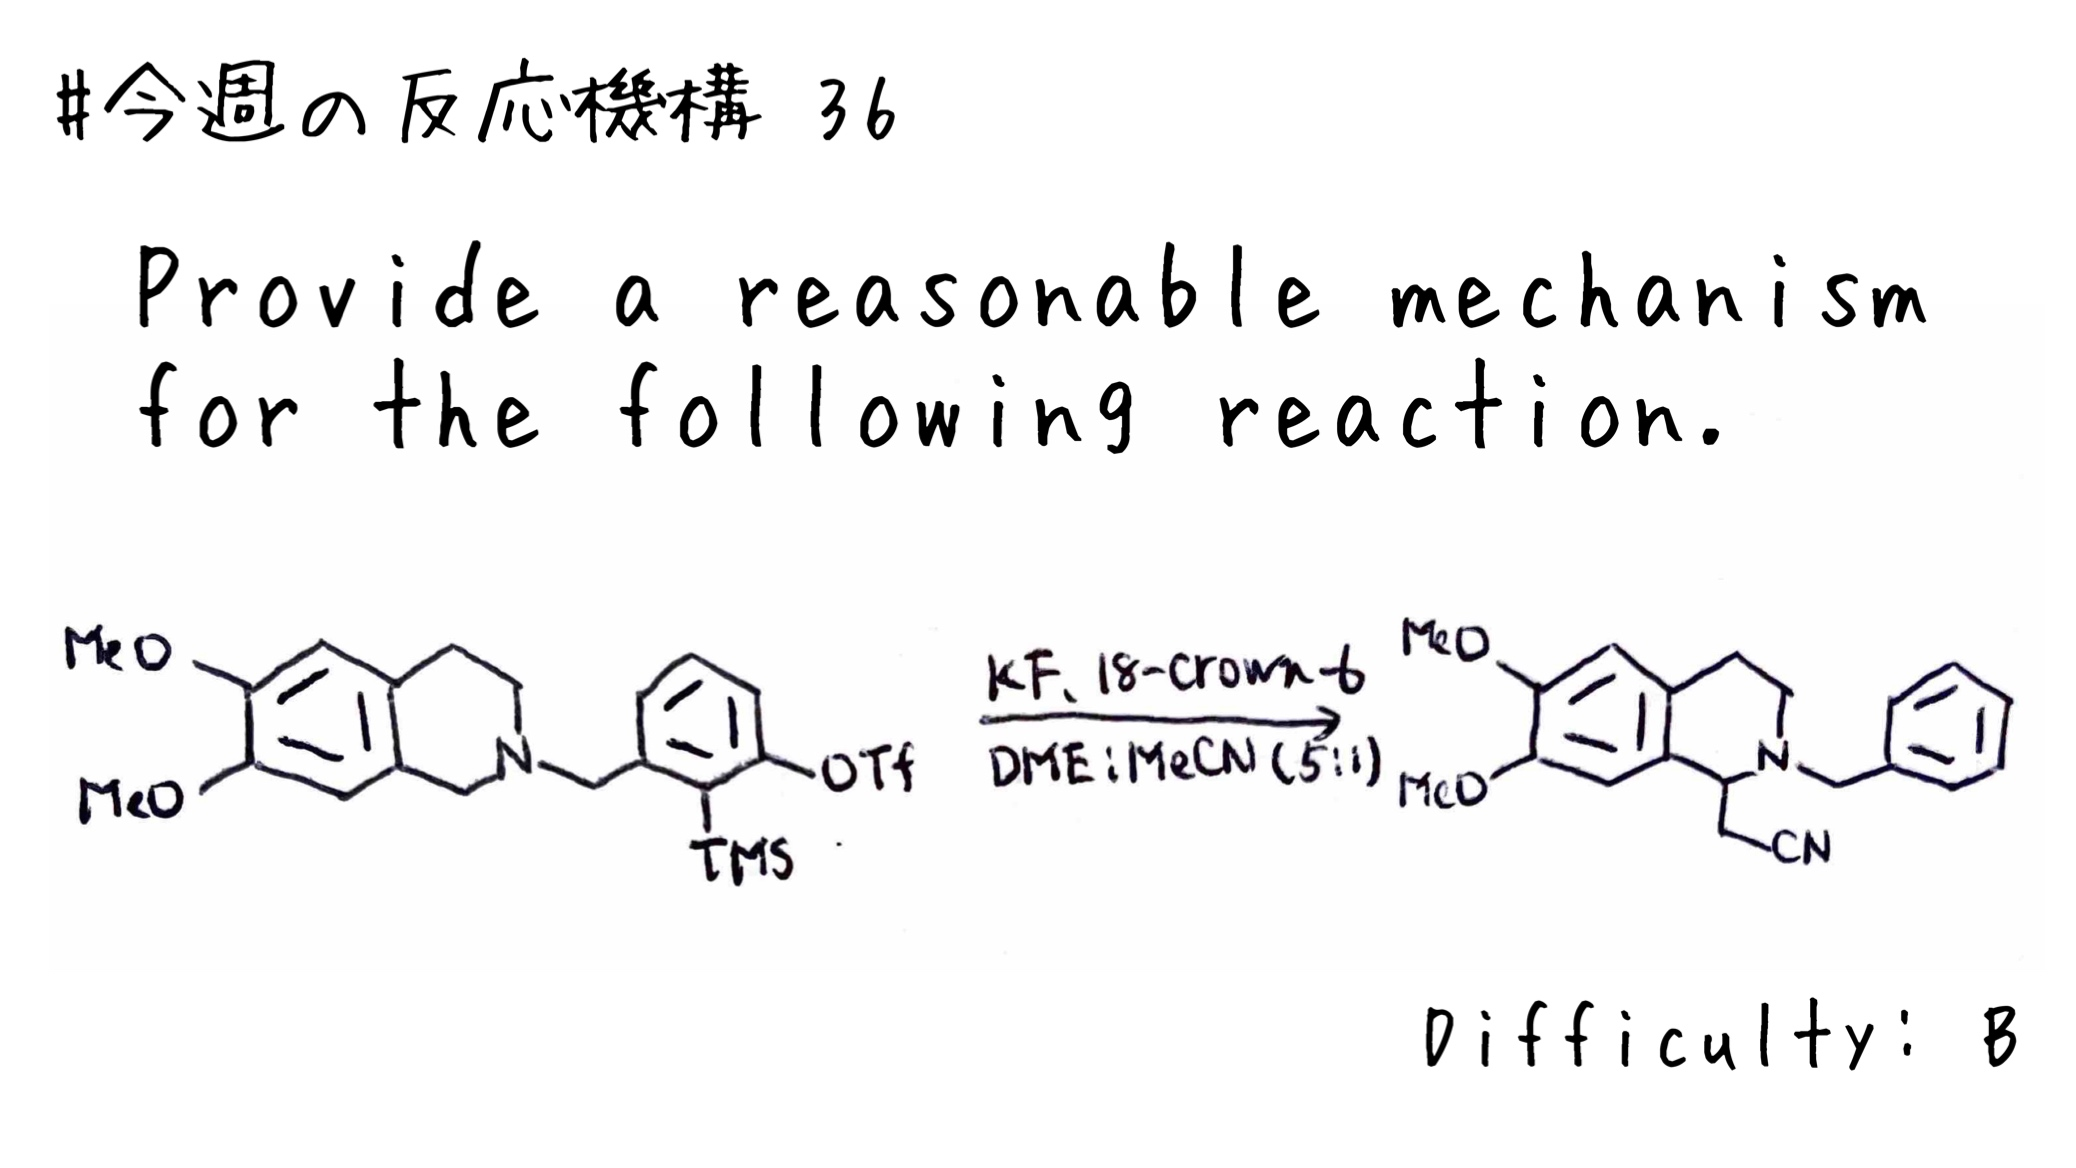 #今週の反応機構 36
Provide a reasonable mechanism
for the following reaction.
MeO
MeO
N
OTf
TMS
KF、18-crown-6
DME:MeCN (5:1)
MeO
MeO
N
CN
Difficulty: B